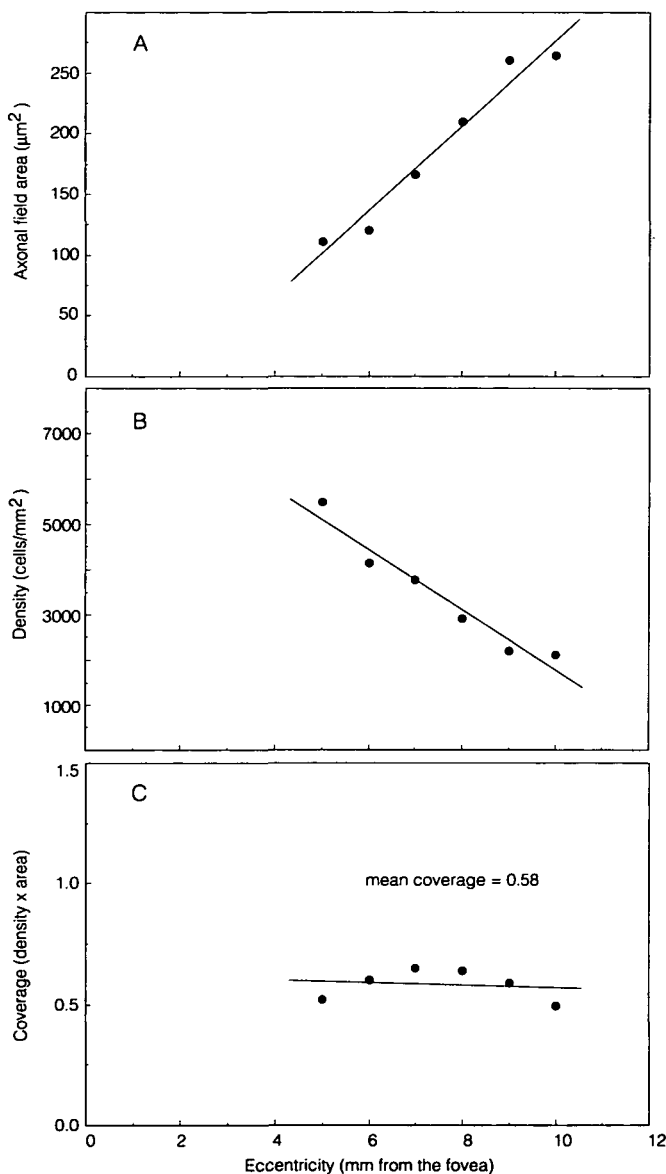 A
250
200
150
100
50
0
Axonal field area (μm²)
B
7000
5000
3000
1000
Density (cells/mm²)
C
1.5
1.0
0.5
0.0
Coverage (density x area)
mean coverage = 0.58
0 2 4 6 8 10 12
Eccentricity (mm from the fovea)